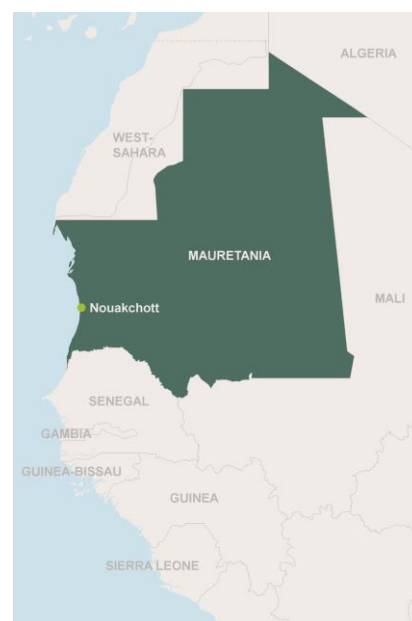 ALGERIA
WEST-
SAHARA
MAURETANIA
MALI
Nouakchott
SENEGAL
GAMBIA
GUINEA-BISSAU
GUINEA
SIERRA LEONE